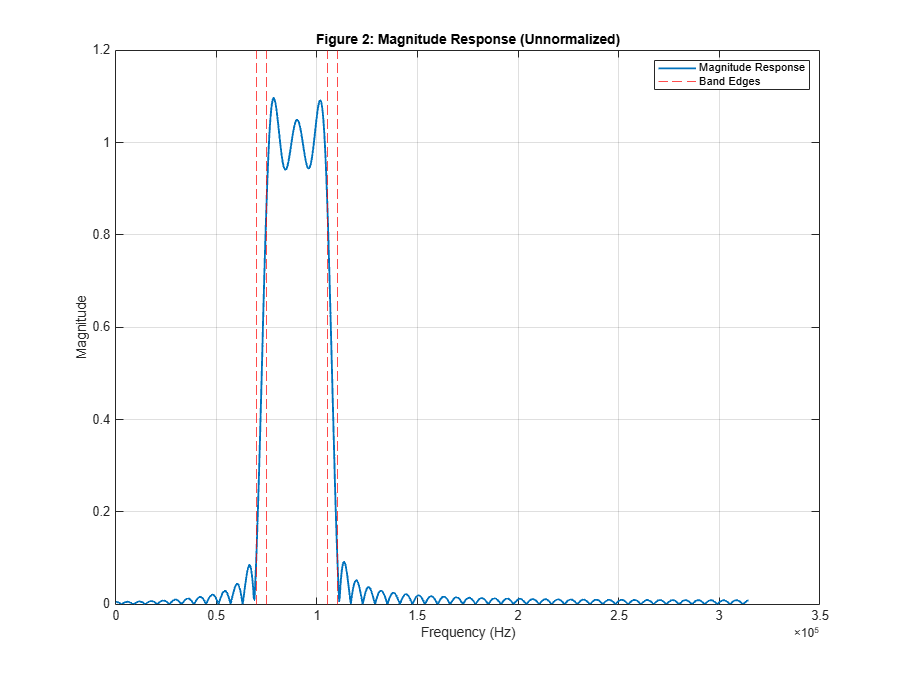 Figure 2: Magnitude Response (Unnormalized)
Magnitude Response
Band Edges
Magnitude
1.2
1
0.8
0.6
0.4
0.2
0
0 0.5 1 1.5 2 2.5 3 3.5
Frequency (Hz)
×10⁵